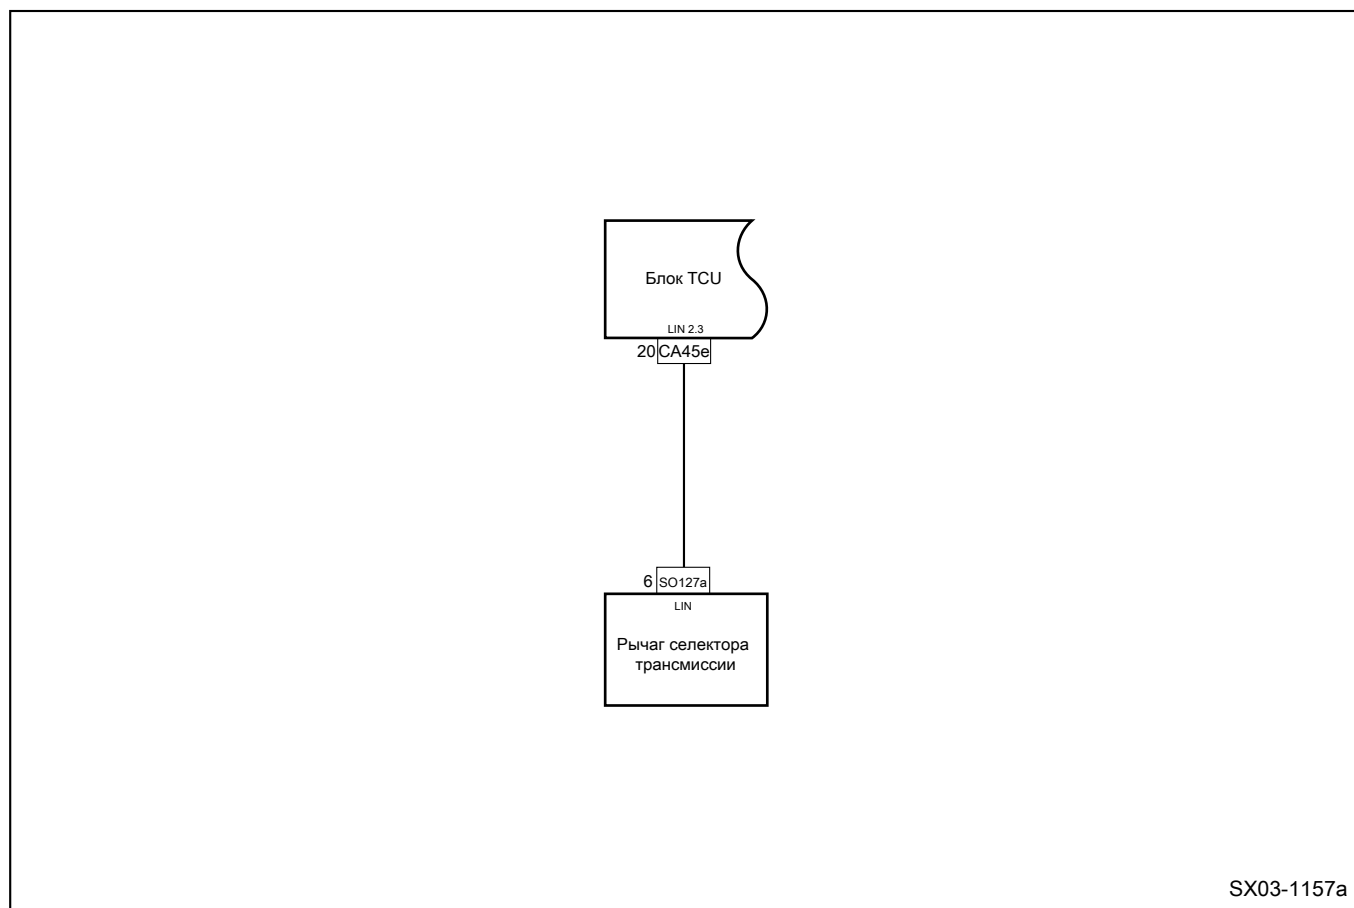 Блок TCU
LIN 2.3
20 CA45e
6 SO127a
LIN
Рычаг селектора
трансмиссии
SX03-1157a